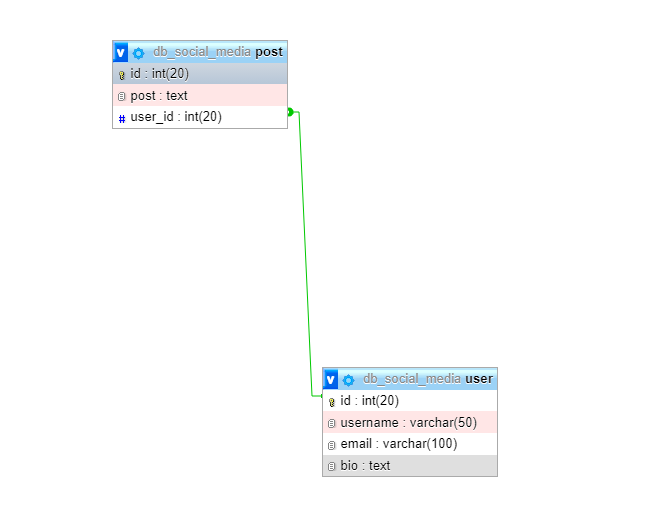 v db_social_media post
id : int(20)
post : text
# user_id : int(20)
v db_social_media user
id : int(20)
username : varchar(50)
email : varchar(100)
bio : text